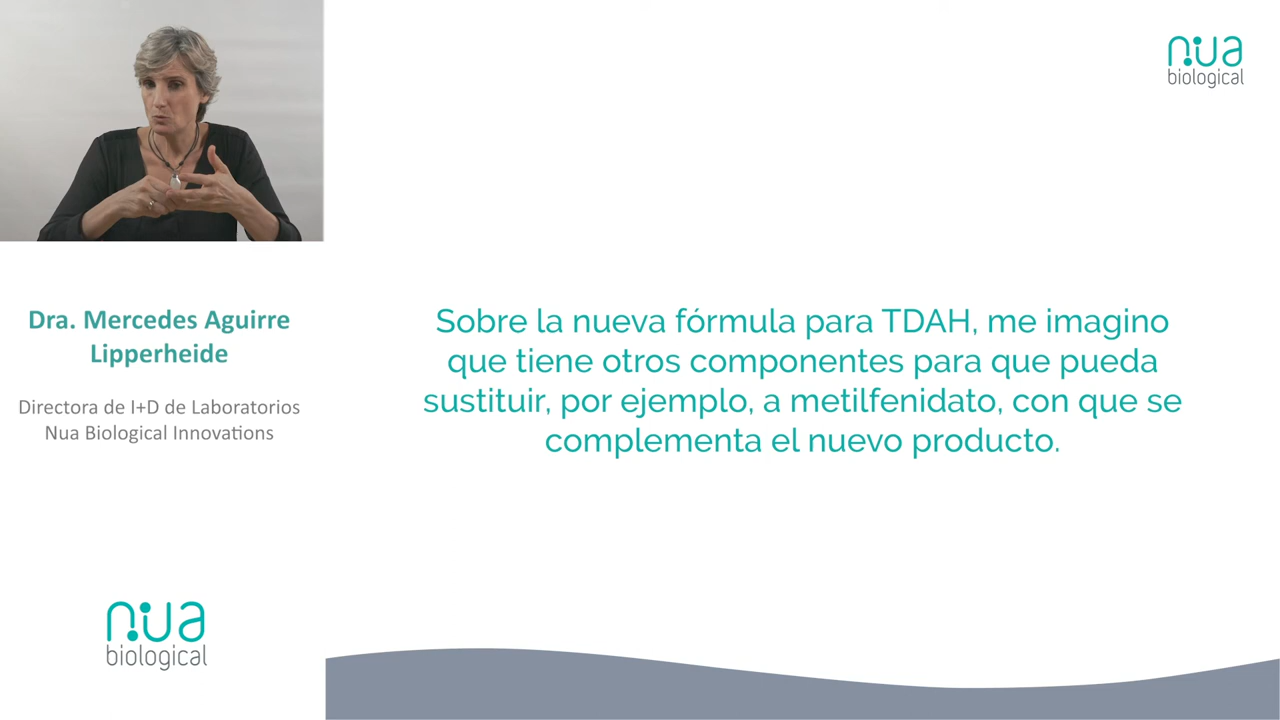 nua
biological
Dra. Mercedes Aguirre
Lipperheide
Directora de I+D de Laboratorios
Nua Biological Innovations
Sobre la nueva fórmula para TDAH, me imagino
que tiene otros componentes para que pueda
sustituir, por ejemplo, a metilfenidato, con que se
complementa el nuevo producto.
nua
biological